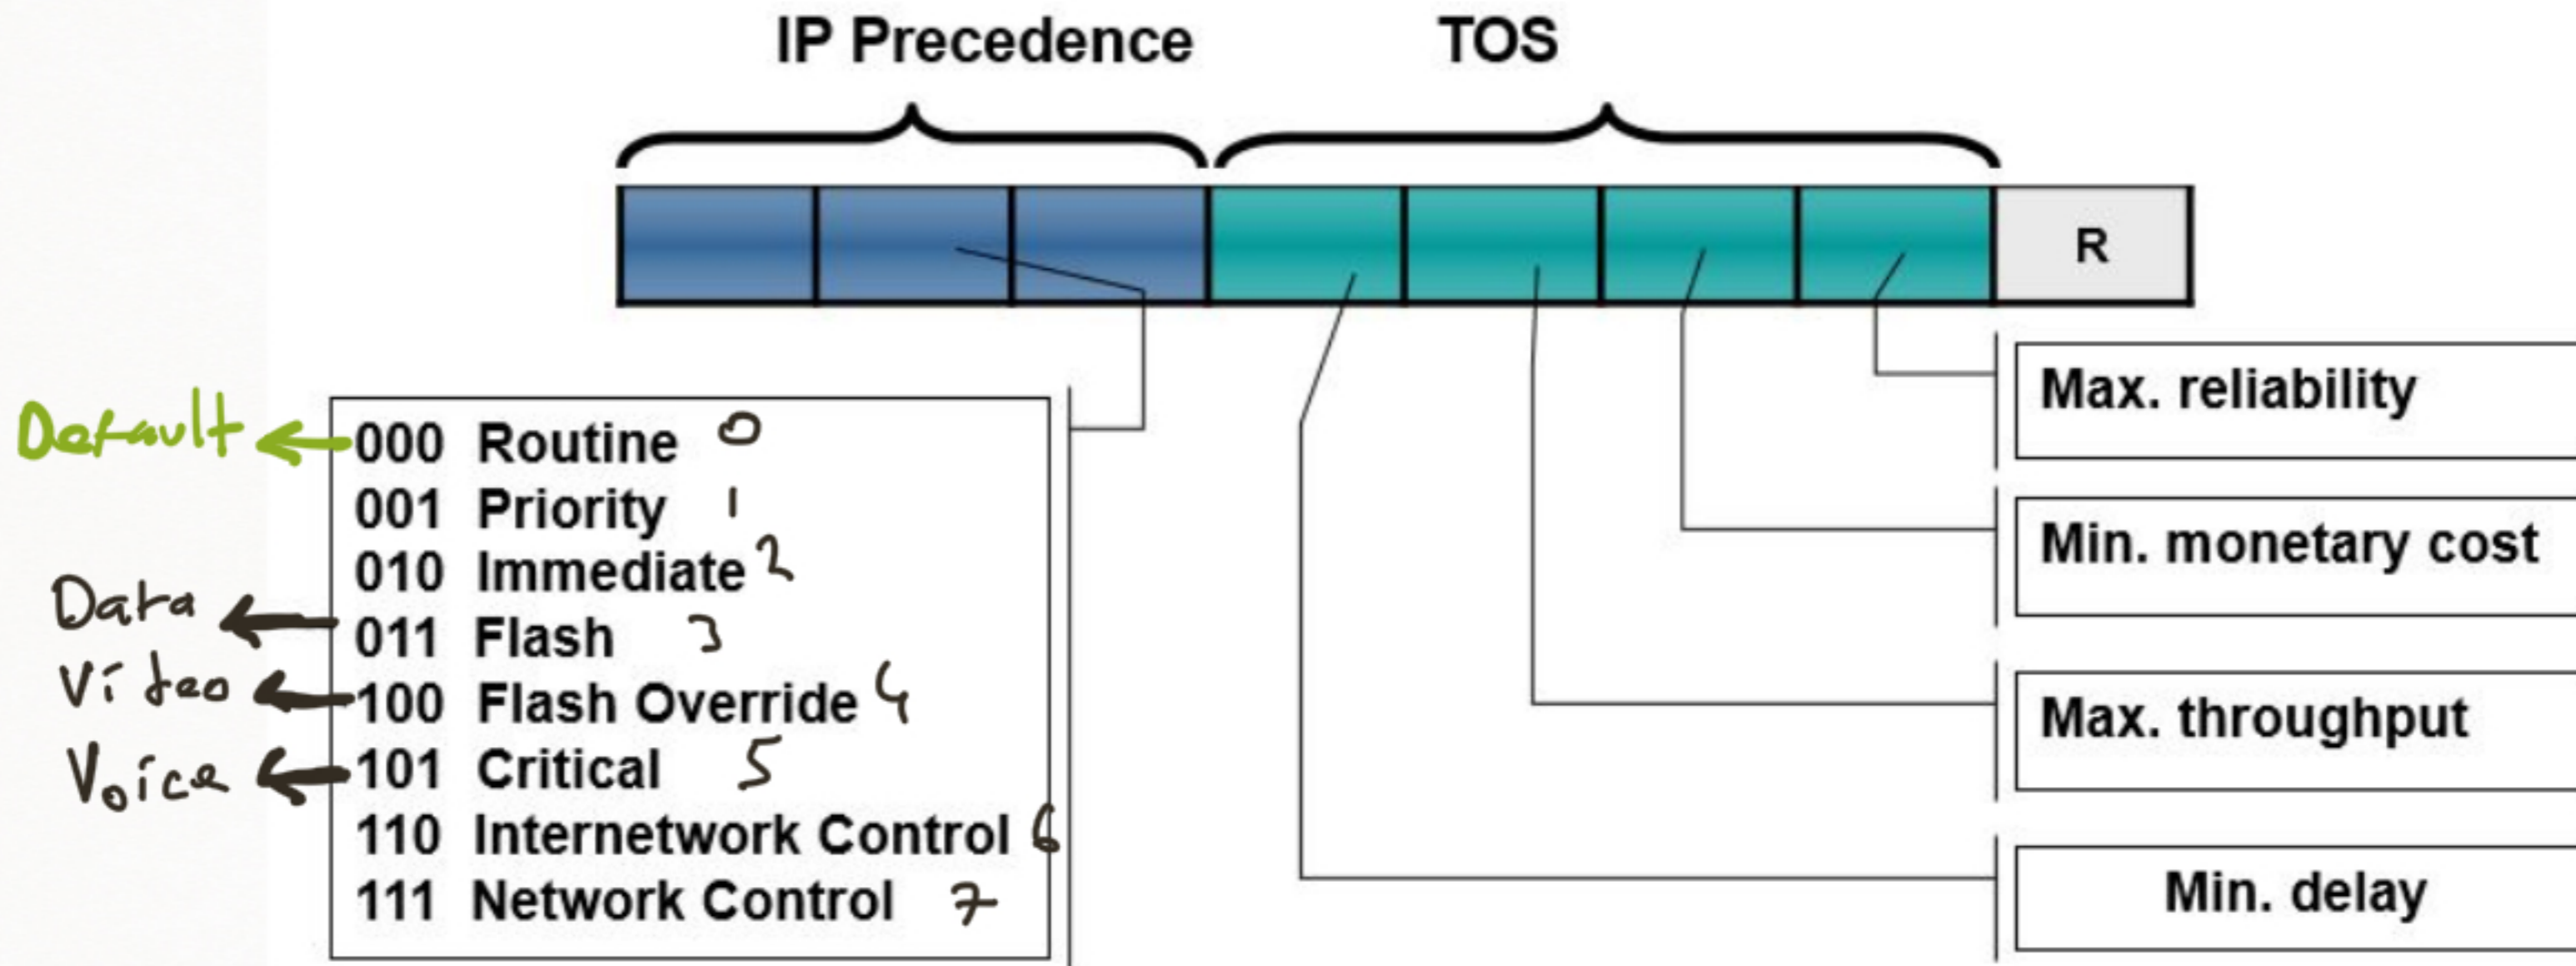 IP Precedence TOS
R
Default 000 Routine 0
001 Priority 1
010 Immediate 2
Data 011 Flash 3
Video 100 Flash Override 4
Voice 101 Critical 5
110 Internetwork Control 6
111 Network Control 7
Max. reliability
Min. monetary cost
Max. throughput
Min. delay